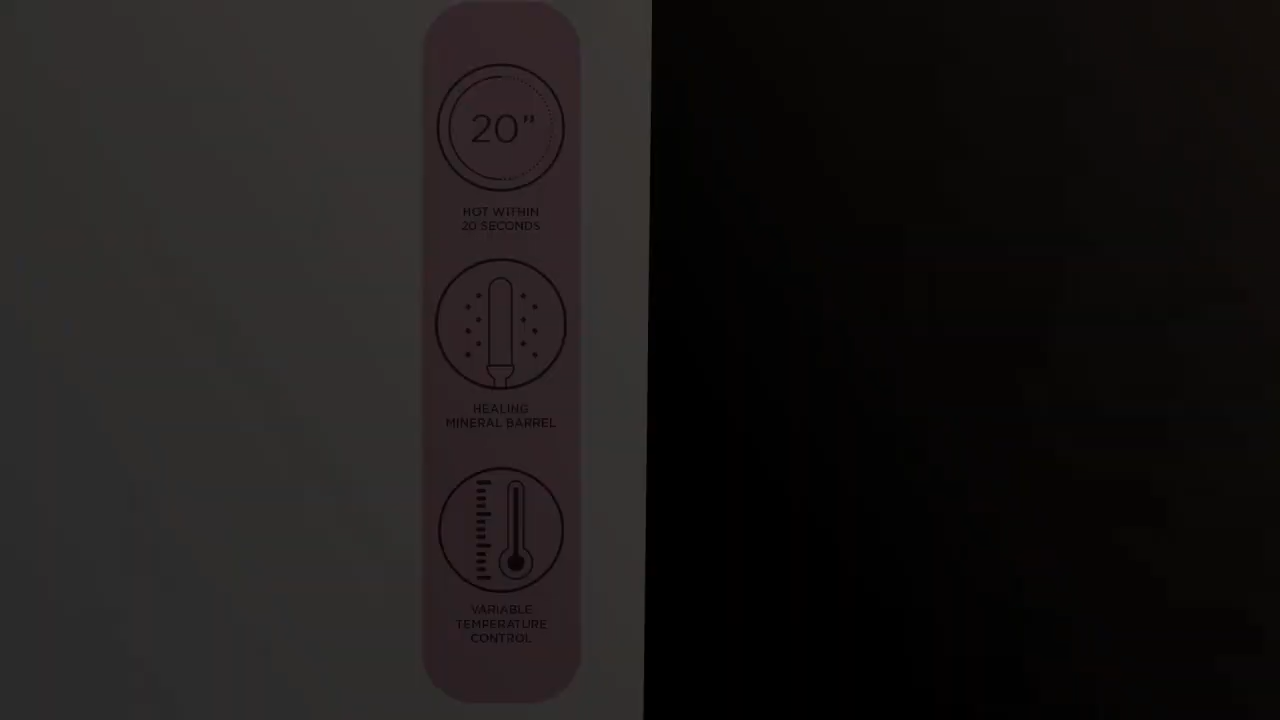 20”
HOT WITHIN
20 SECONDS
HEALING
MINERAL BARREL
VARIABLE
TEMPERATURE
CONTROL